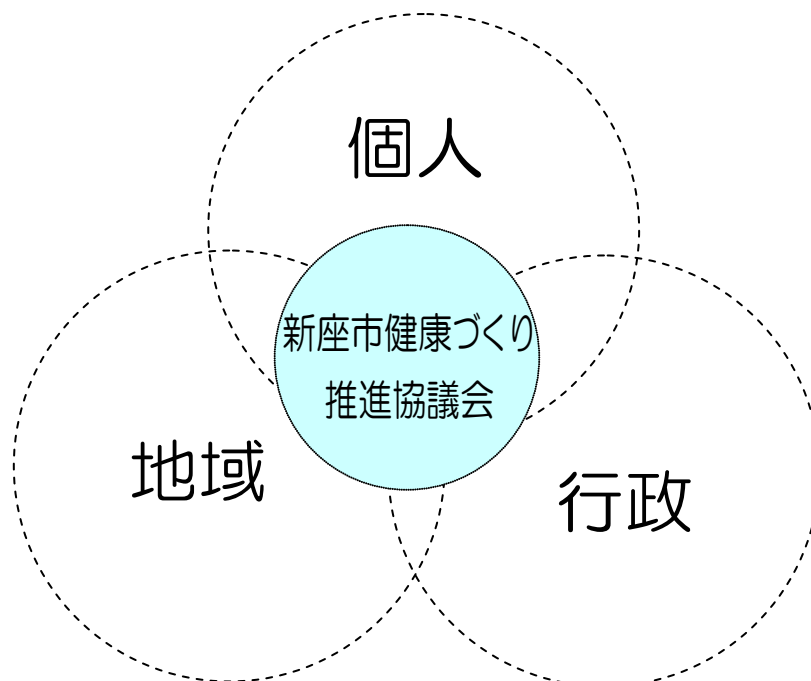 個人
新座市健康づくり
推進協議会
地域
行政